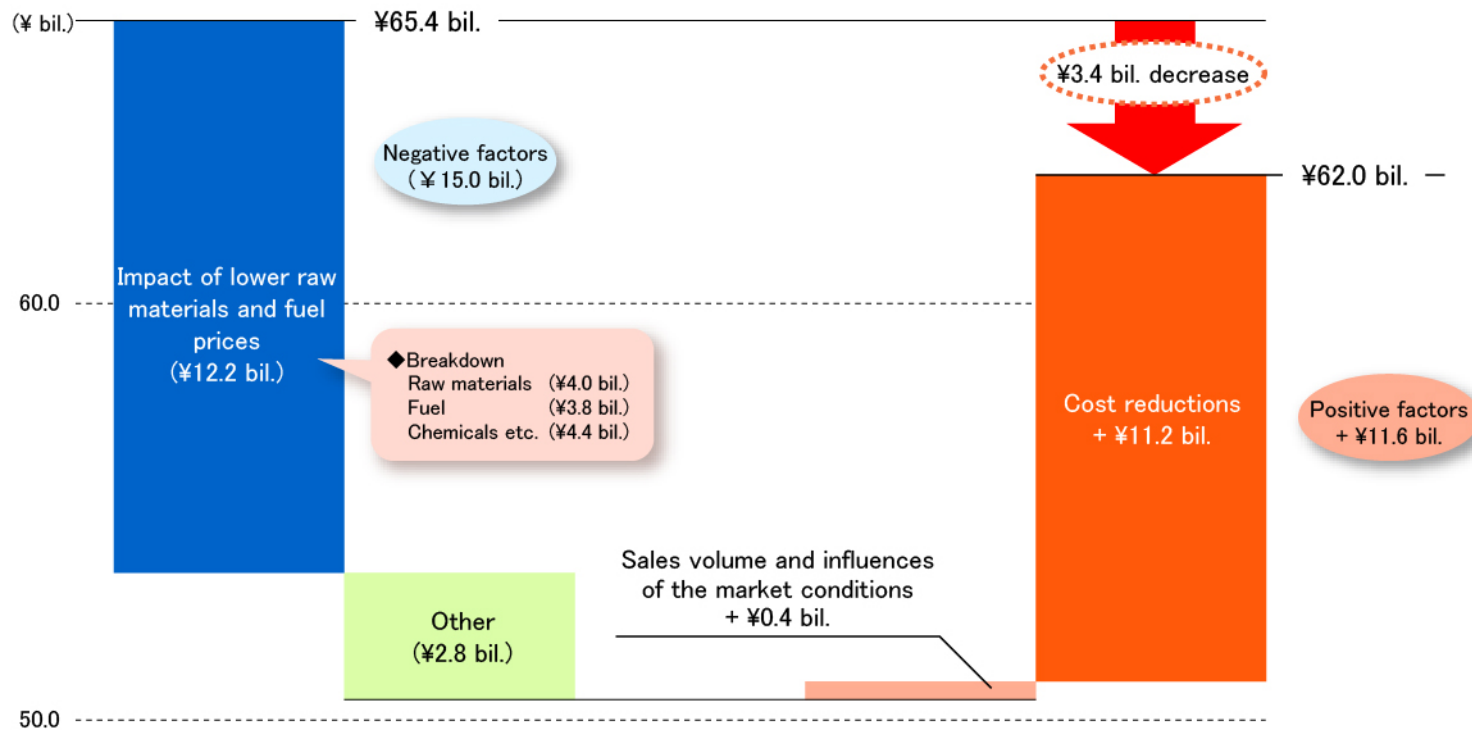 (¥ bil.)
¥65.4 bil.
¥3.4 bil. decrease
Negative factors
(¥ 15.0 bil.)
¥62.0 bil.
Impact of lower raw
materials and fuel
prices
(¥12.2 bil.)
60.0
◆Breakdown
Raw materials (¥4.0 bil.)
Fuel (¥3.8 bil.)
Chemicals etc. (¥4.4 bil.)
Cost reductions
+ ¥11.2 bil.
Positive factors
+ ¥11.6 bil.
Sales volume and influences
of the market conditions
+ ¥0.4 bil.
Other
(¥2.8 bil.)
50.0